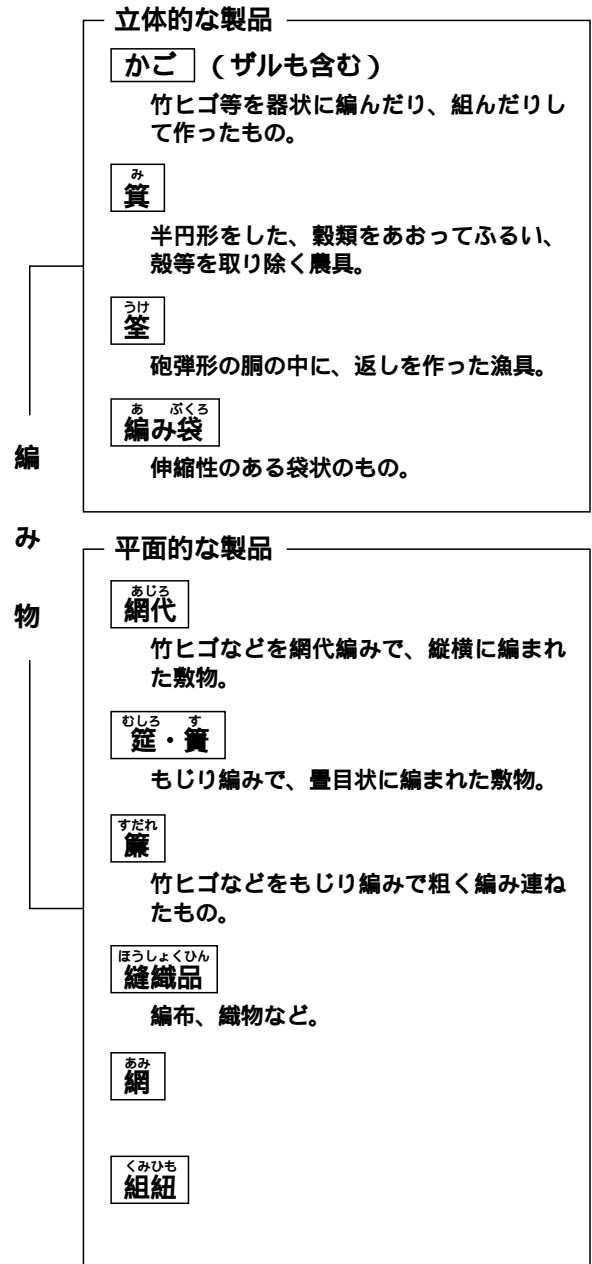 編み物
立体的な製品
かご（ザルも含む）
竹ヒゴ等を器状に編んだり、組んだりし
て作ったもの。
み
箕
半円形をした、穀類をあおってふるい、
殻等を取り除く農具。
うけ
筌
砲弾形の胴の中に、返しを作った漁具。
あ ぶくろ
編み袋
伸縮性のある袋状のもの。
平面的な製品
あじろ
網代
竹ヒゴなどを網代編みで、縦横に編まれ
た敷物。
むしろ す
筵・簀
もじり編みで、畳目状に編まれた敷物。
すだれ
簾
竹ヒゴなどをもじり編みで粗く編み連ね
たもの。
ほうしょくひん
縫織品
編布、織物など。
あみ
網
くみひも
組紐